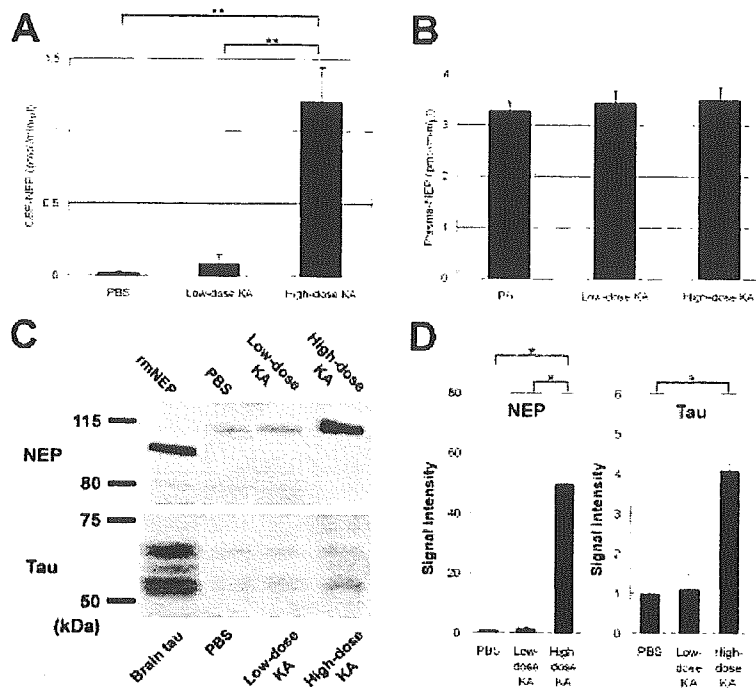 A
**
**
1.5
1
0.5
0
PBS
Low-dose KA
High-dose KA
B
4
3
2
1
0
Low-dose KA
High-dose KA
C
rmNEP
PBS
Low-dose
KA
High-dose
KA
115
NEP
80
75
Tau
50
(kDa)
Brain tau
PBS
Low-dose
KA
High-dose
KA
D
*
*
NEP
80
60
40
20
0
Signal Intensity
PBS
Low-
dose
KA
High-
dose
KA
*
Tau
6
5
4
3
2
1
0
Signal Intensity
PBS
Low-
dose
KA
High-
dose
KA